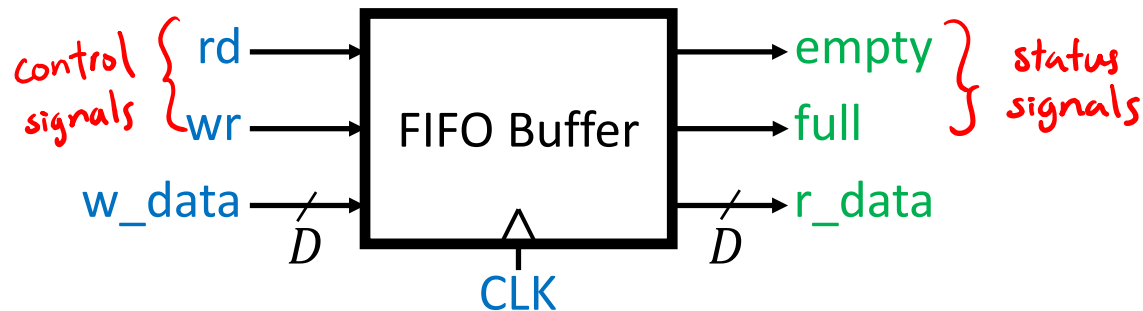 control
signals
rd
wr
w_data
D
FIFO Buffer
CLK
empty
full
r_data
D
status
signals